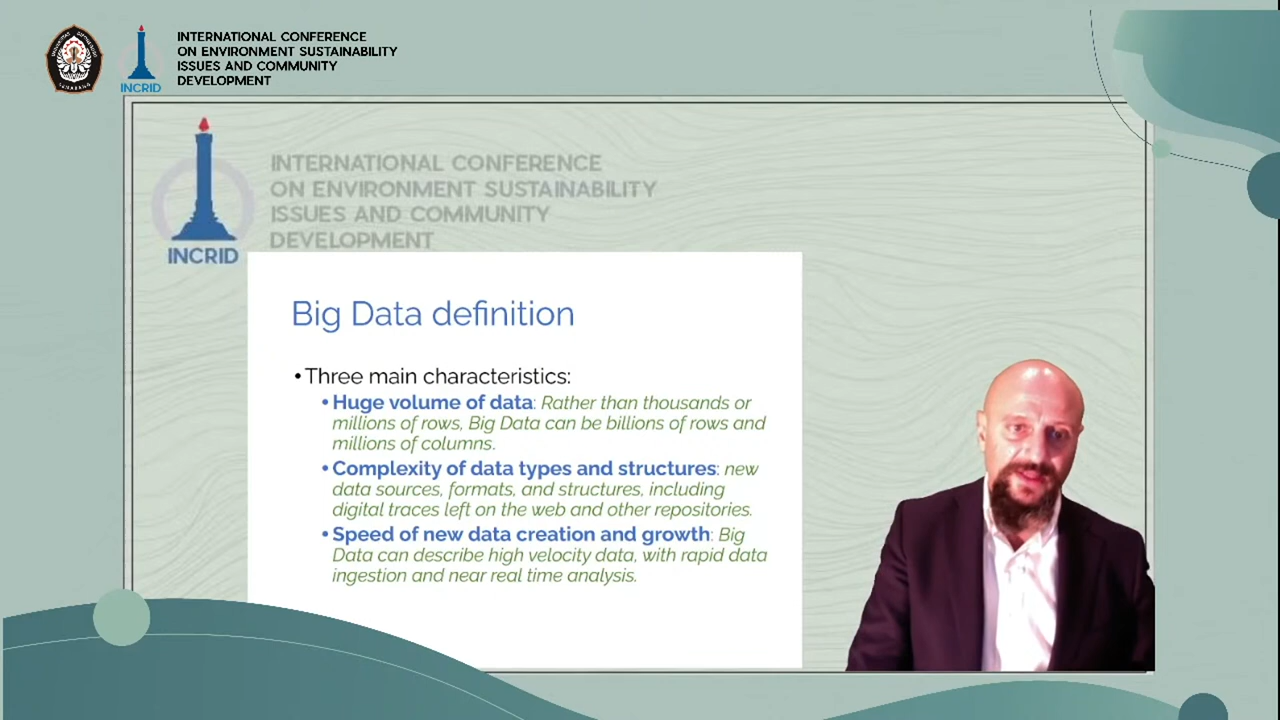 INTERNATIONAL CONFERENCE
ON ENVIRONMENT SUSTAINABILITY
ISSUES AND COMMUNITY
DEVELOPMENT
INCRID
INTERNATIONAL CONFERENCE
ON ENVIRONMENT SUSTAINABILITY
ISSUES AND COMMUNITY
DEVELOPMENT
INCRID
Big Data definition
• Three main characteristics:
• Huge volume of data: Rather than thousands or
millions of rows, Big Data can be billions of rows and
millions of columns.
• Complexity of data types and structures: new
data sources, formats, and structures, including
digital traces left on the web and other repositories.
• Speed of new data creation and growth: Big
Data can describe high velocity data, with rapid data
ingestion and near real time analysis.